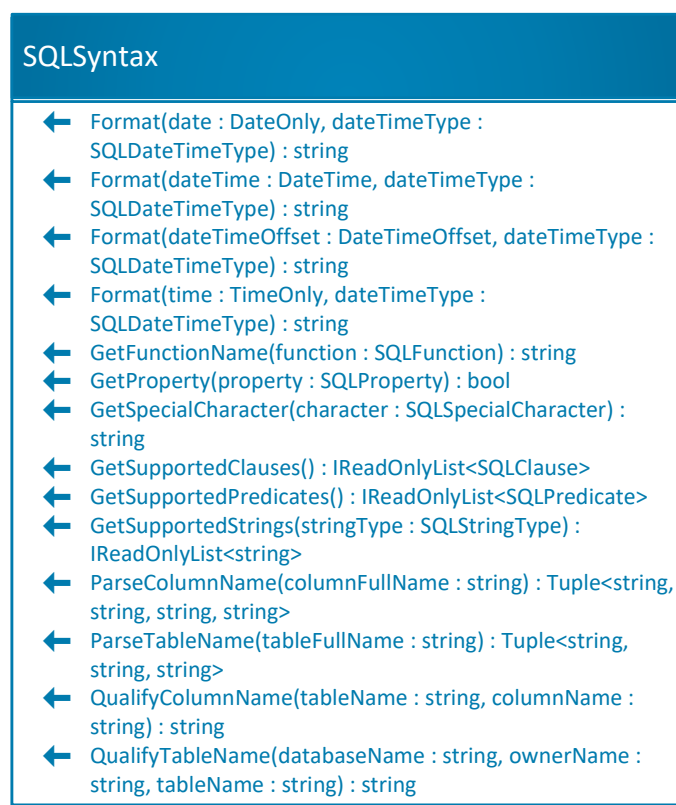 SQLSyntax
Format(date : DateOnly, dateTimeType :
SQLDateTimeType) : string
Format(dateTime : DateTime, dateTimeType :
SQLDateTimeType) : string
Format(dateTimeOffset : DateTimeOffset, dateTimeType :
SQLDateTimeType) : string
Format(time : TimeOnly, dateTimeType :
SQLDateTimeType) : string
GetFunctionName(function : SQLFunction) : string
GetProperty(property : SQLProperty) : bool
GetSpecialCharacter(character : SQLSpecialCharacter) :
string
GetSupportedClauses() : IReadOnlyList<SQLClause>
GetSupportedPredicates() : IReadOnlyList<SQLPredicate>
GetSupportedStrings(stringType : SQLStringType) :
IReadOnlyList<string>
ParseColumnName(columnFullName : string) : Tuple<string,
string, string, string>
ParseTableName(tableFullName : string) : Tuple<string,
string, string>
QualifyColumnName(tableName : string, columnName :
string) : string
QualifyTableName(databaseName : string, ownerName :
string, tableName : string) : string